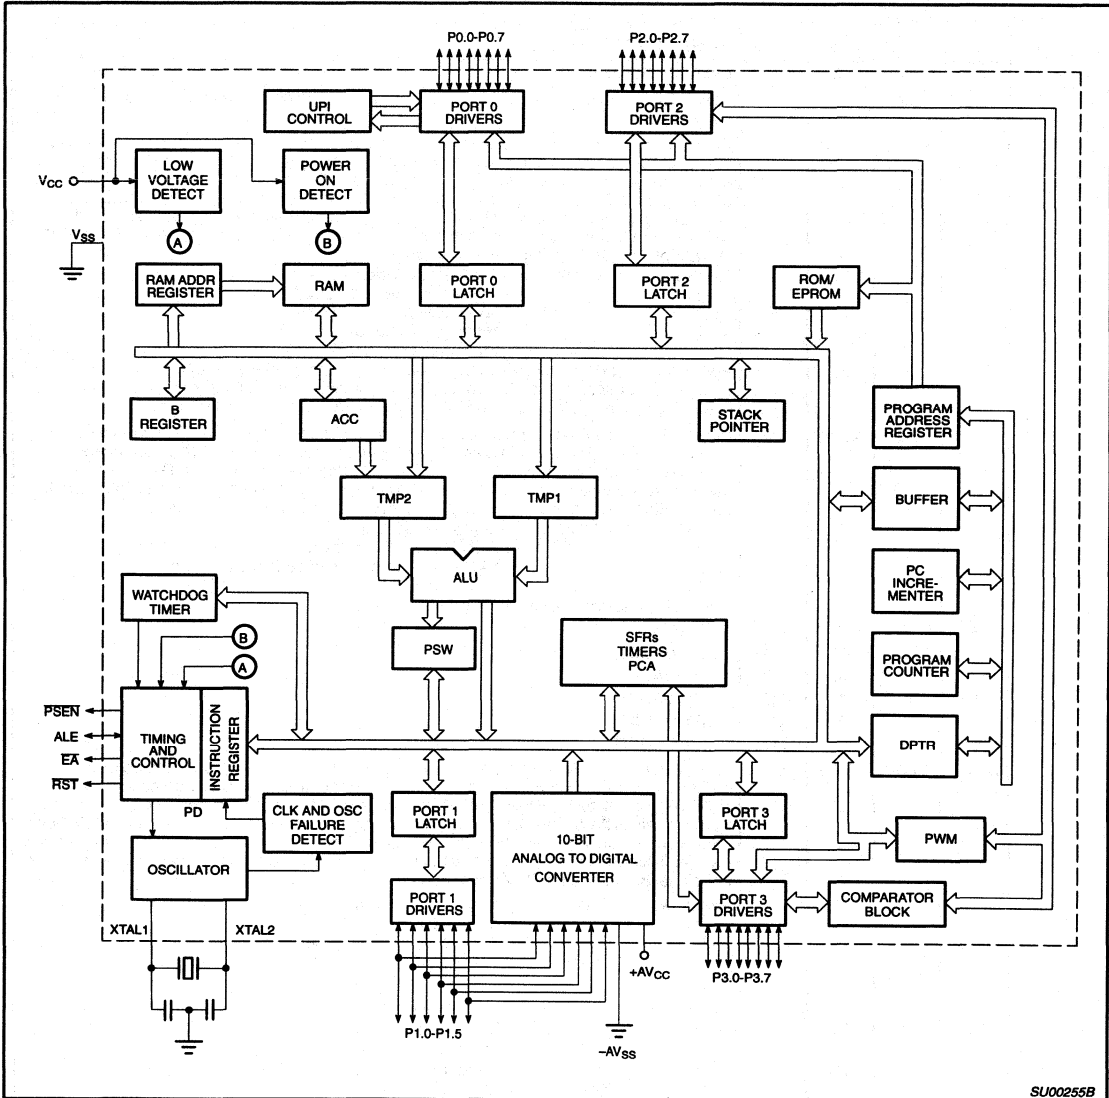 P0.0-P0.7
P2.0-P2.7
UPI
CONTROL
PORT 0
DRIVERS
PORT 2
DRIVERS
VCC
LOW
VOLTAGE
DETECT
POWER
ON
DETECT
VSS
A
B
RAM ADDR
REGISTER
RAM
PORT 0
LATCH
PORT 2
LATCH
ROM/
EPROM
B
REGISTER
ACC
STACK
POINTER
PROGRAM
ADDRESS
REGISTER
TMP2
TMP1
BUFFER
ALU
PC
INCRE-
MENTER
WATCHDOG
TIMER
B
A
PSW
SFRs
TIMERS
PCA
PROGRAM
COUNTER
PSEN
ALE
EA
RST
TIMING
AND
CONTROL
INSTRUCTION
REGISTER
DPTR
PD
CLK AND OSC
FAILURE
DETECT
PORT 1
LATCH
10-BIT
ANALOG TO DIGITAL
CONVERTER
PORT 3
LATCH
PWM
OSCILLATOR
PORT 1
DRIVERS
PORT 3
DRIVERS
COMPARATOR
BLOCK
XTAL1
XTAL2
+AVCC
P3.0-P3.7
P1.0-P1.5
–AVSS
SU00255B